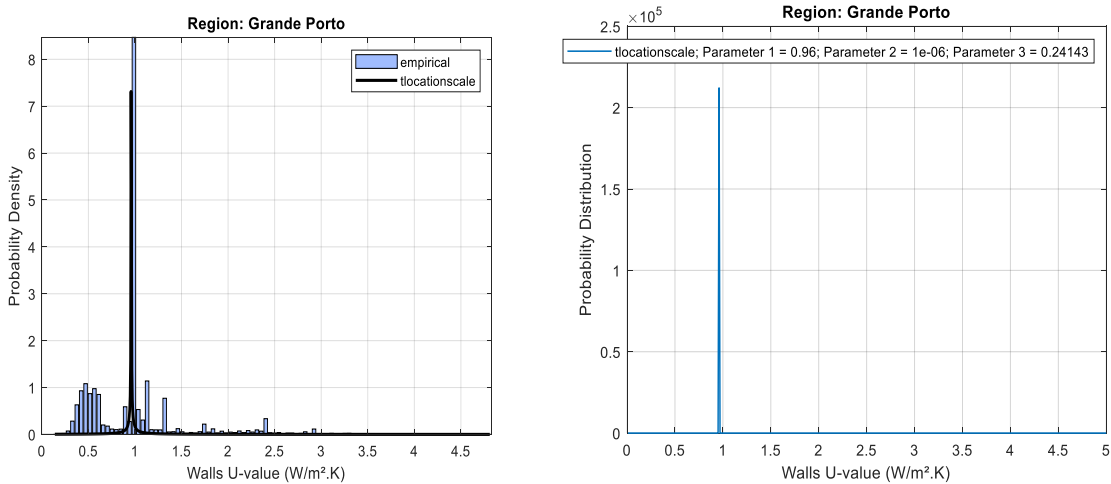 Region: Grande Porto
empirical
tlocationscale
8
7
6
5
4
3
2
1
0
Probability Density
0 0.5 1 1.5 2 2.5 3 3.5 4 4.5
Walls U-value (W/m².K)
Region: Grande Porto
×10⁵
tlocationscale; Parameter 1 = 0.96; Parameter 2 = 1e-06; Parameter 3 = 0.24143
2.5
2
1.5
1
0.5
0
Probability Distribution
0 0.5 1 1.5 2 2.5 3 3.5 4 4.5 5
Walls U-value (W/m².K)